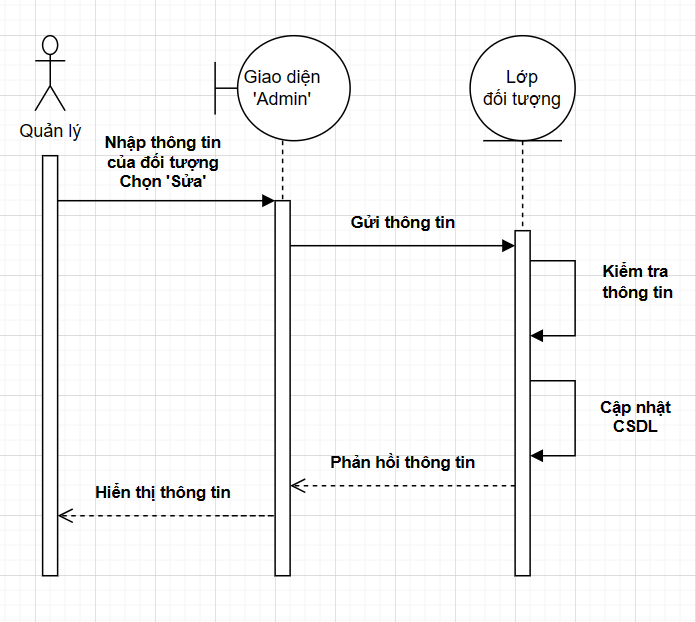 Giao diện
'Admin'
Lớp
đối tượng
Quản lý
Nhập thông tin
của đối tượng
Chọn 'Sửa'
Gửi thông tin
Kiểm tra
thông tin
Cập nhật
CSDL
Phản hồi thông tin
Hiển thị thông tin